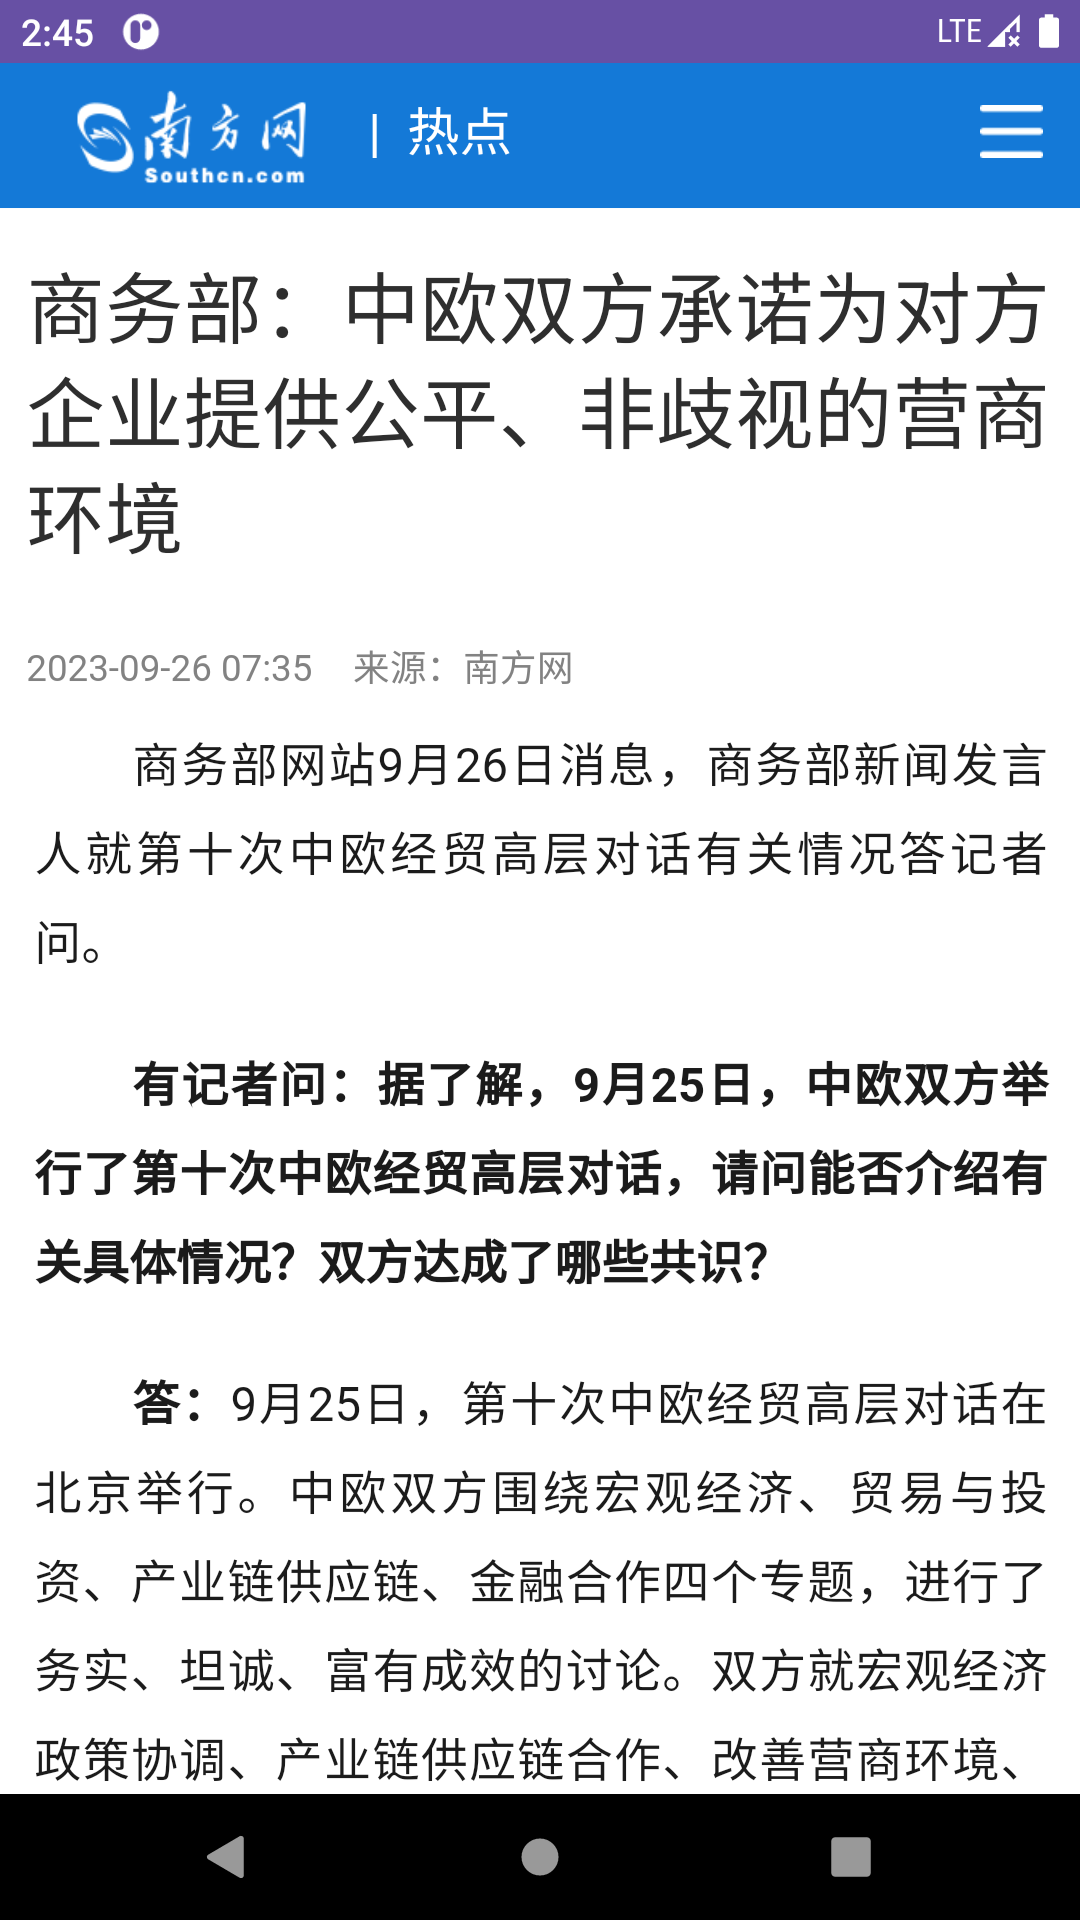 2:45
LTE
南方网
Southcn.com
| 热点
商务部：中欧双方承诺为对方
企业提供公平、非歧视的营商
环境
2023-09-26 07:35 来源：南方网
商务部网站9月26日消息，商务部新闻发言
人就第十次中欧经贸高层对话有关情况答记者
问。
有记者问：据了解，9月25日，中欧双方举
行了第十次中欧经贸高层对话，请问能否介绍有
关具体情况？双方达成了哪些共识？
答：9月25日，第十次中欧经贸高层对话在
北京举行。中欧双方围绕宏观经济、贸易与投
资、产业链供应链、金融合作四个专题，进行了
务实、坦诚、富有成效的讨论。双方就宏观经济
政策协调、产业链供应链合作、改善营商环境、